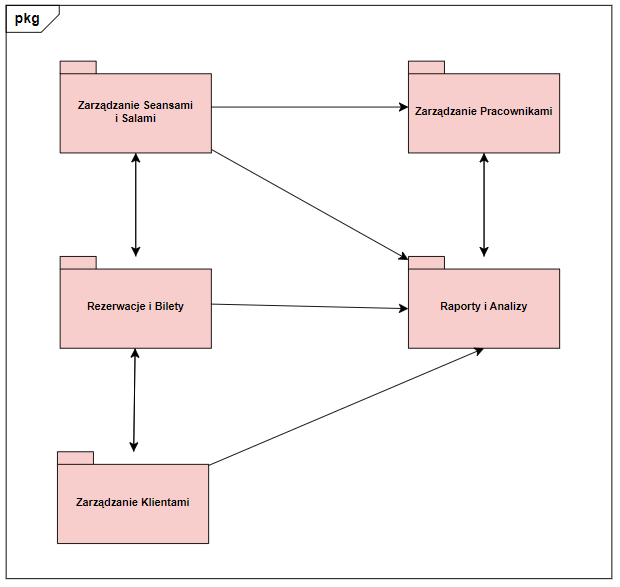 pkg
Zarządzanie Seansami
i Salami
Zarządzanie Pracownikami
Rezerwacje i Bilety
Raporty i Analizy
Zarządzanie Klientami